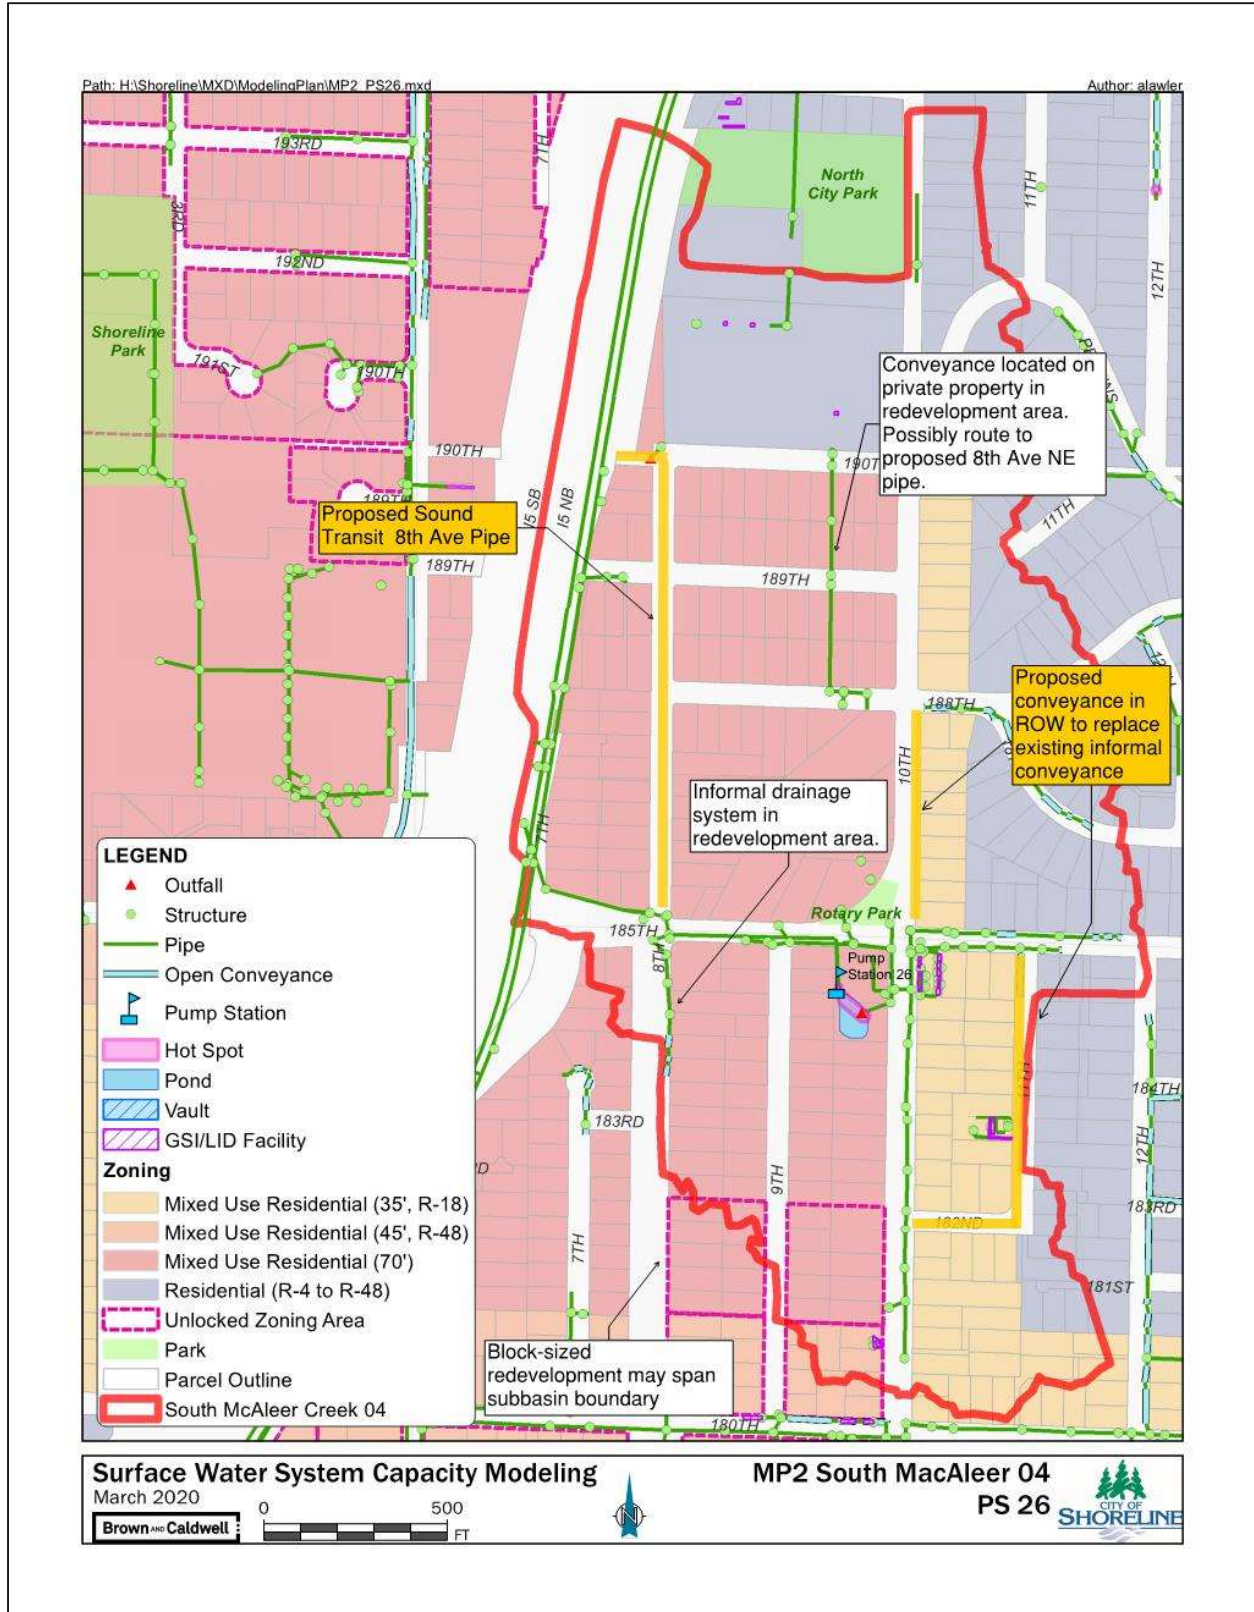 Path: H:\Shoreline\MXD\ModelingPlan\MP2_PS26.mxd
Author: alawler
193RD
7TH
3RD
192ND
North
City Park
11TH
12TH
Shoreline
Park
191ST
190TH
Conveyance located on
private property in
redevelopment area.
Possibly route to
proposed 8th Ave NE
pipe.
190TH
189TH
Proposed Sound
Transit 8th Ave Pipe
I5 SB
I5 NB
11TH
189TH
189TH
Proposed
conveyance in
ROW to replace
existing informal
conveyance
188TH
10TH
Informal drainage
system in
redevelopment area.
7TH
Rotary Park
185TH
8TH
Pump
Station 26
11TH
184TH
183RD
9TH
12TH
183RD
182ND
7TH
181ST
Block-sized
redevelopment may span
subbasin boundary
180TH
LEGEND
Outfall
Structure
Pipe
Open Conveyance
Pump Station
Hot Spot
Pond
Vault
GSI/LID Facility
Zoning
Mixed Use Residential (35', R-18)
Mixed Use Residential (45', R-48)
Mixed Use Residential (70')
Residential (R-4 to R-48)
Unlocked Zoning Area
Park
Parcel Outline
South McAleer Creek 04
Surface Water System Capacity Modeling
March 2020
Brown AND Caldwell
0 500
FT
N
MP2 South MacAleer 04
PS 26
CITY OF
SHORELINE